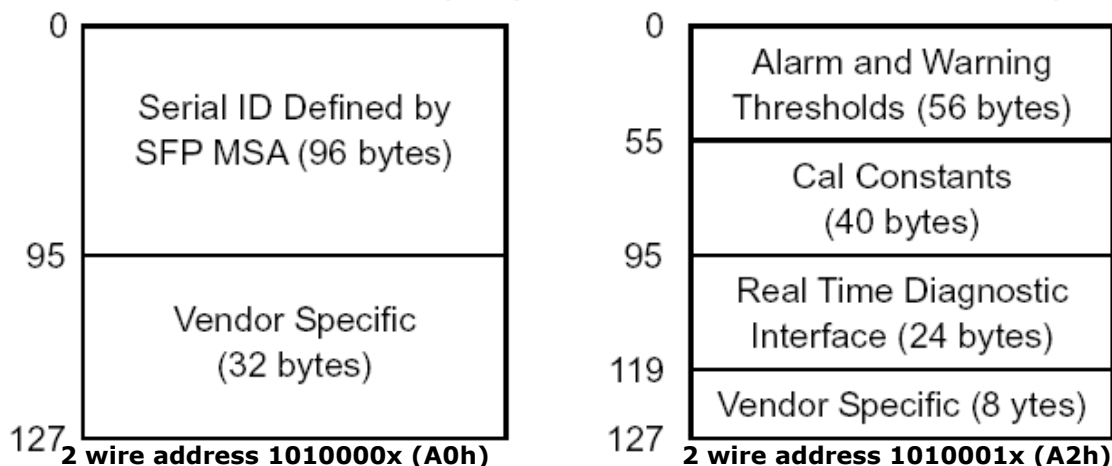 0
Serial ID Defined by
SFP MSA (96 bytes)
95
Vendor Specific
(32 bytes)
127
2 wire address 1010000x (A0h)
0
Alarm and Warning
Thresholds (56 bytes)
55
Cal Constants
(40 bytes)
95
Real Time Diagnostic
Interface (24 bytes)
119
Vendor Specific (8 ytes)
127
2 wire address 1010001x (A2h)